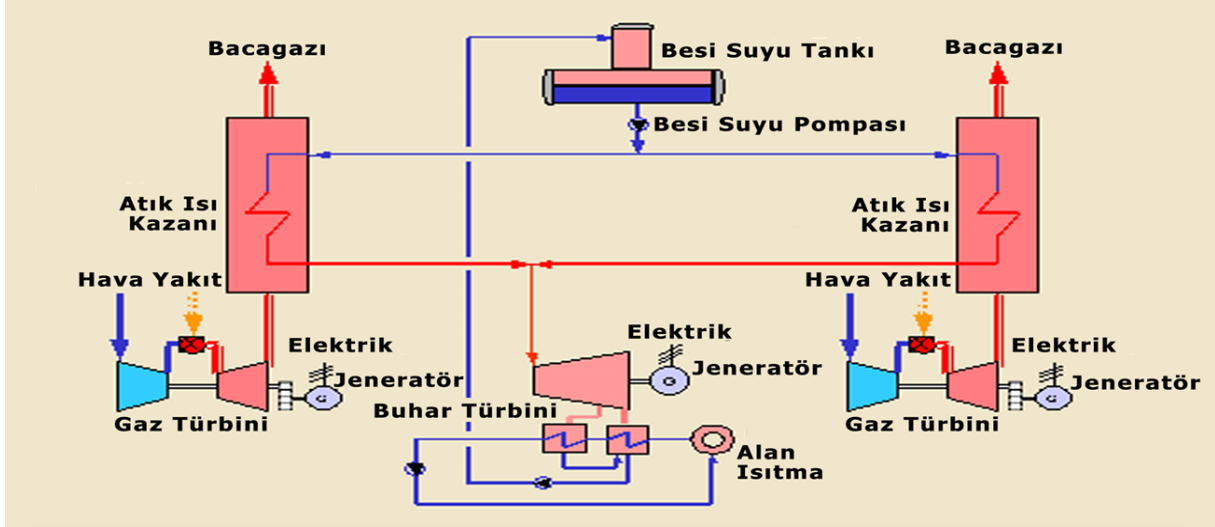 Bacagazı
Besi Suyu Tankı
Bacagazı
Besi Suyu Pompası
Atık Isı
Kazanı
Atık Isı
Kazanı
Hava Yakıt
Hava Yakıt
Elektrik
Jeneratör
Gaz Türbini
Elektrik
Jeneratör
Buhar Türbini
Alan
Isıtma
Elektrik
Jeneratör
Gaz Türbini
G
G
G